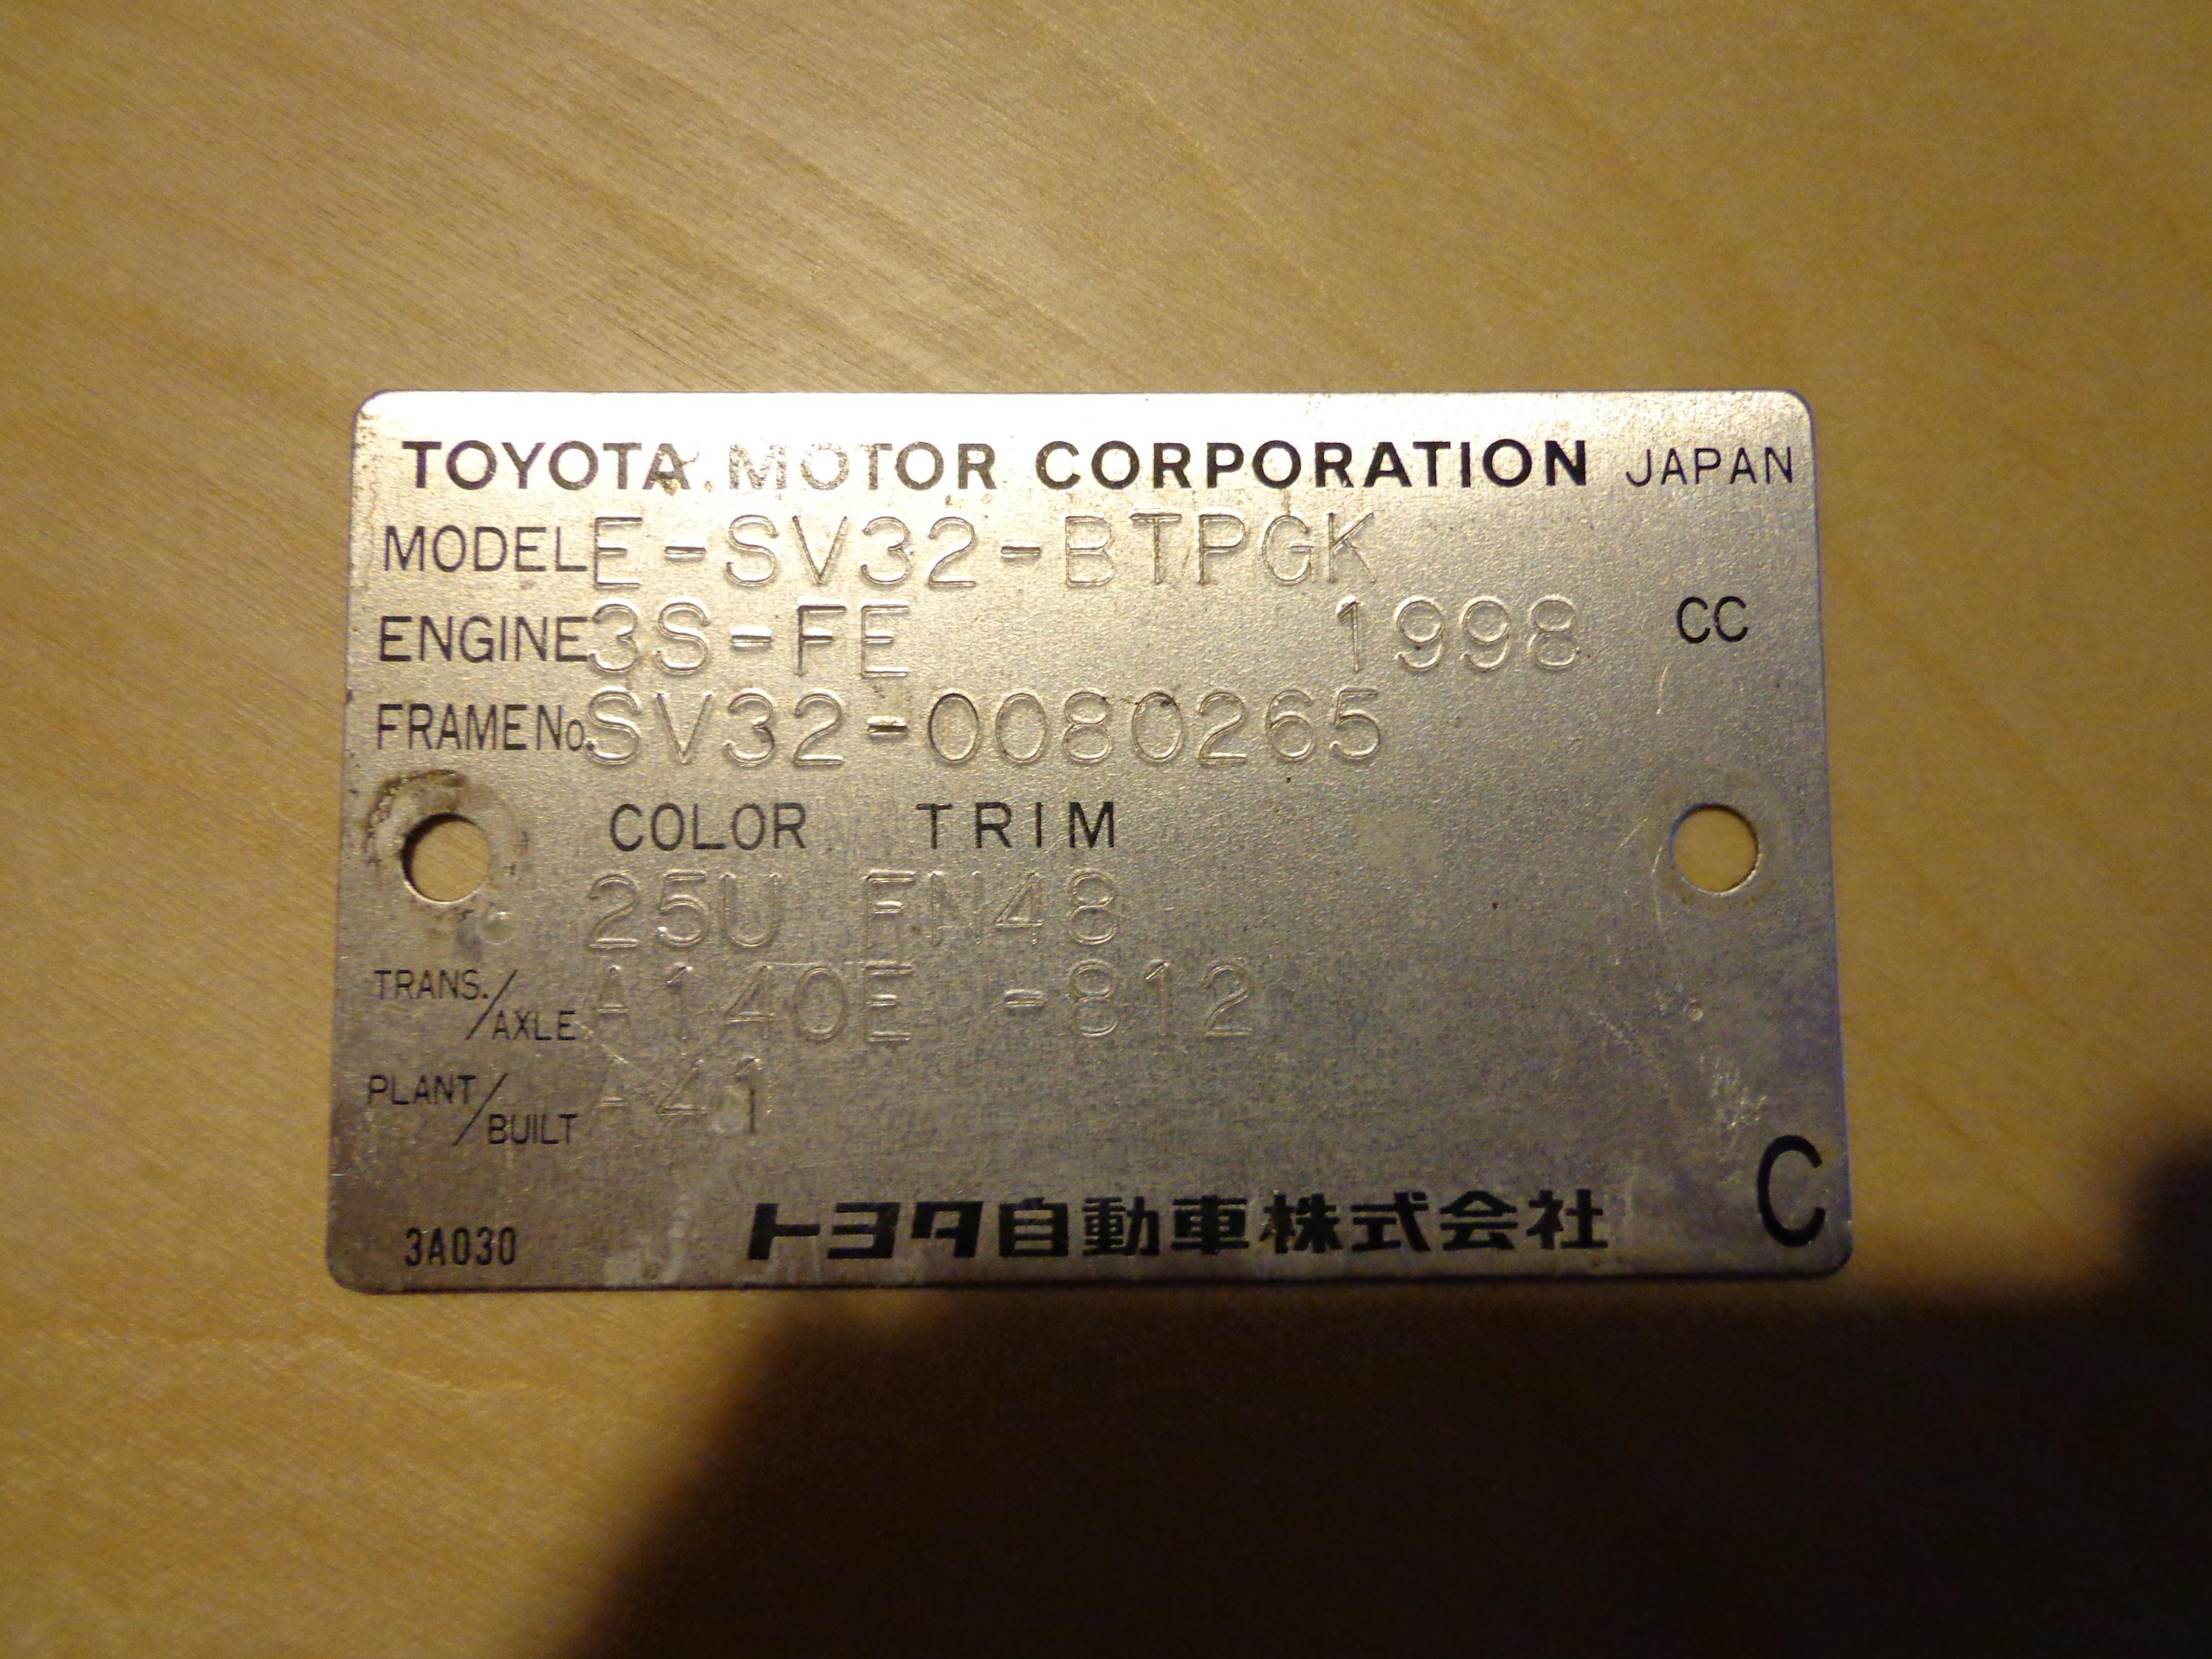 TOYOTA MOTOR CORPORATION JAPAN
MODEL E-SV32-BTPGK
ENGINE 3S-FE 1998 CC
FRAME No. SV32-0080265
COLOR TRIM
25U FN48
TRANS./AXLE A140E -812
PLANT/BUILT A41
3A030 トヨタ自動車株式会社 C